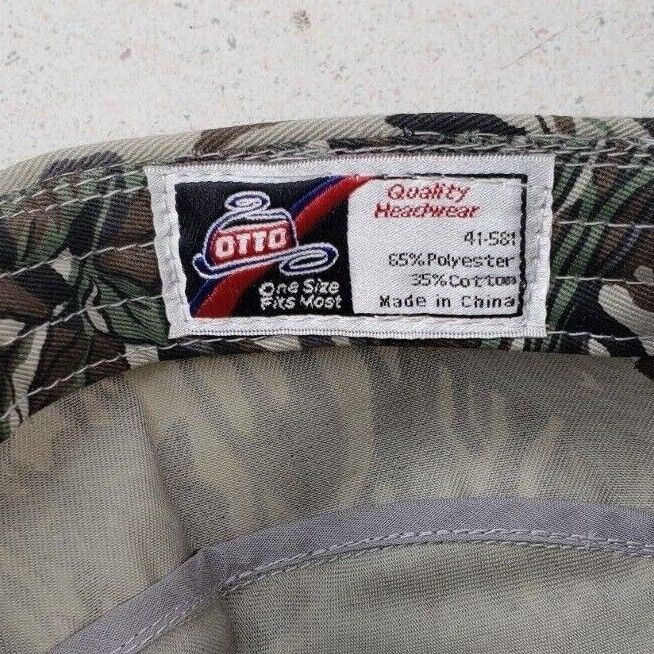 OTTO
One Size
Fits Most
Quality
Headwear
41-581
65% Polyester
35% Cotton
Made in China